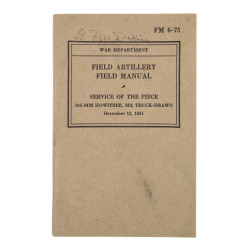 FM 6-75
WAR DEPARTMENT
FIELD ARTILLERY
FIELD MANUAL
SERVICE OF THE PIECE
105-MM HOWITZER, M2, TRUCK-DRAWN
December 12, 1941